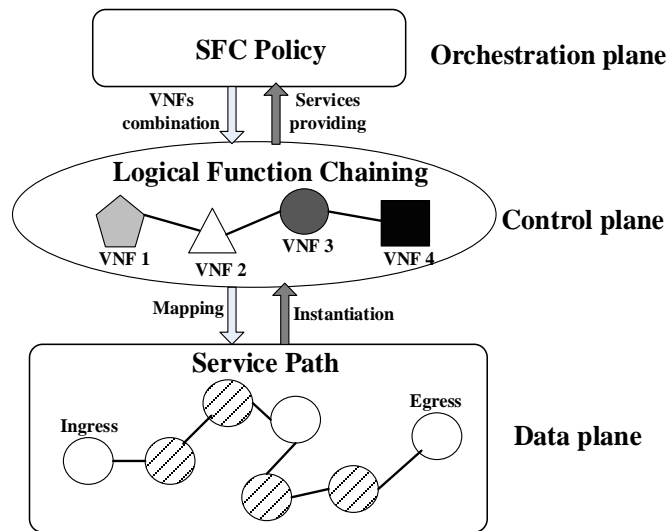 SFC Policy
Orchestration plane
VNFs
combination
Services
providing
Logical Function Chaining
VNF 1
VNF 2
VNF 3
VNF 4
Control plane
Mapping
Instantiation
Service Path
Ingress
Egress
Data plane